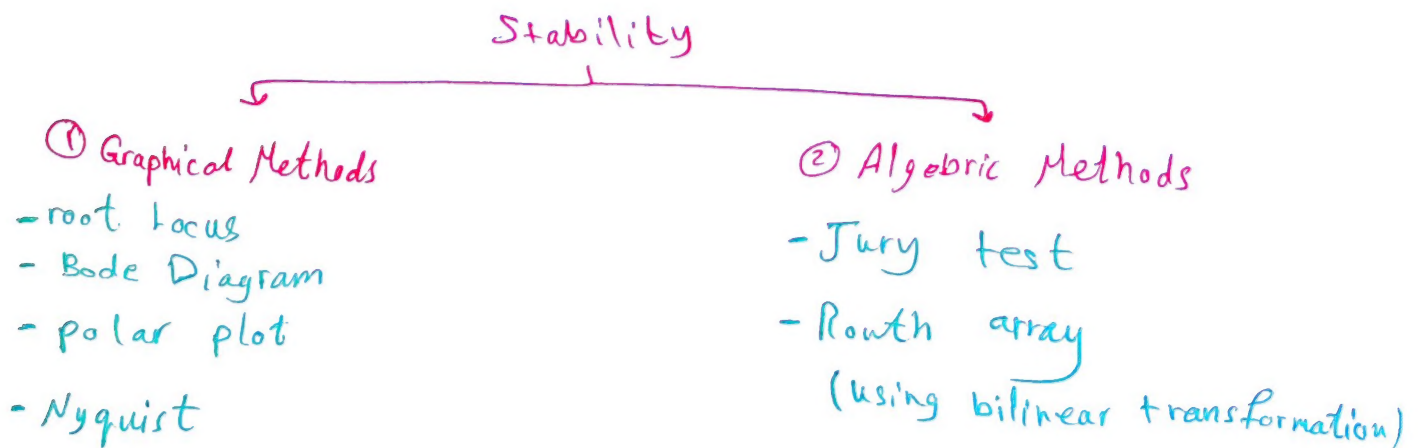 Stability
① Graphical Methods
- root locus
- Bode Diagram
- polar plot
- Nyquist
② Algebric Methods
- Jury test
- Routh array
(using bilinear transformation)